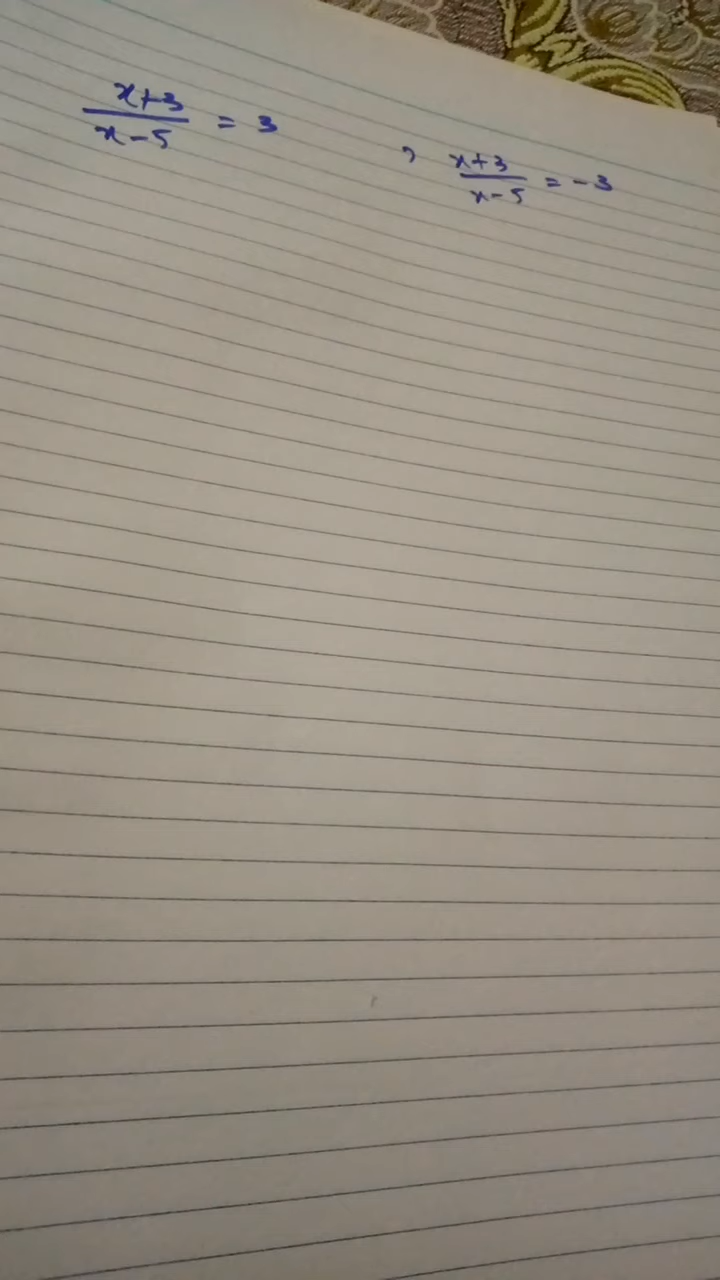 x+3/x-5 = 3 , x+3/x-5 = -3